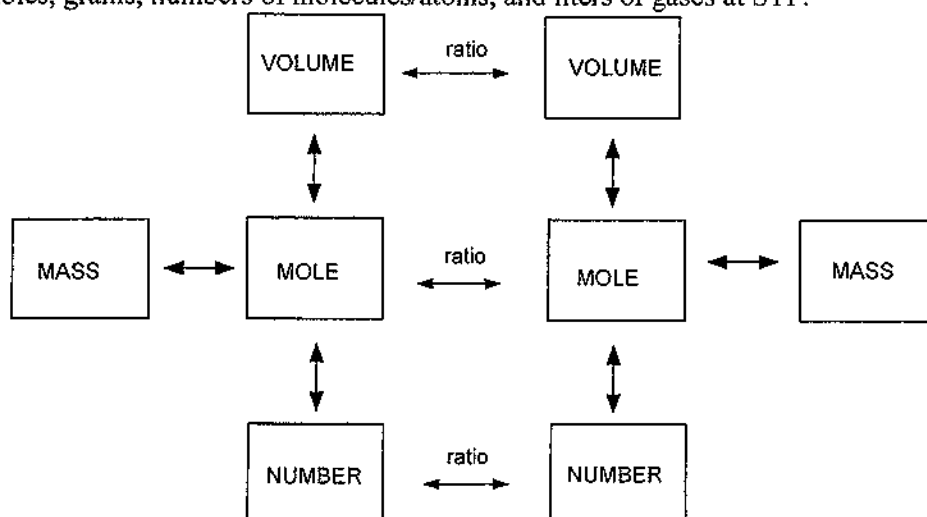 grams, numbers of molecules/atoms, and liters of gases at STP.
ratio
VOLUME VOLUME
ratio
MASS MOLE MOLE MASS
ratio
NUMBER NUMBER